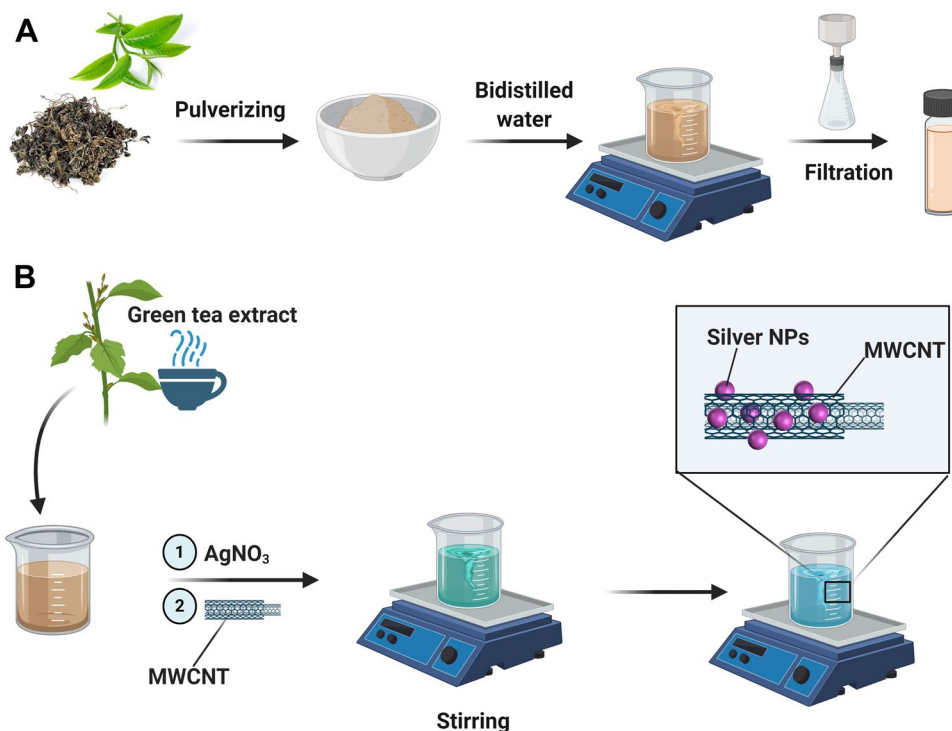 A
Pulverizing
Bidistilled
water
Filtration
B
Green tea extract
Silver NPs
MWCNT
1
AgNO₃
2
MWCNT
Stirring